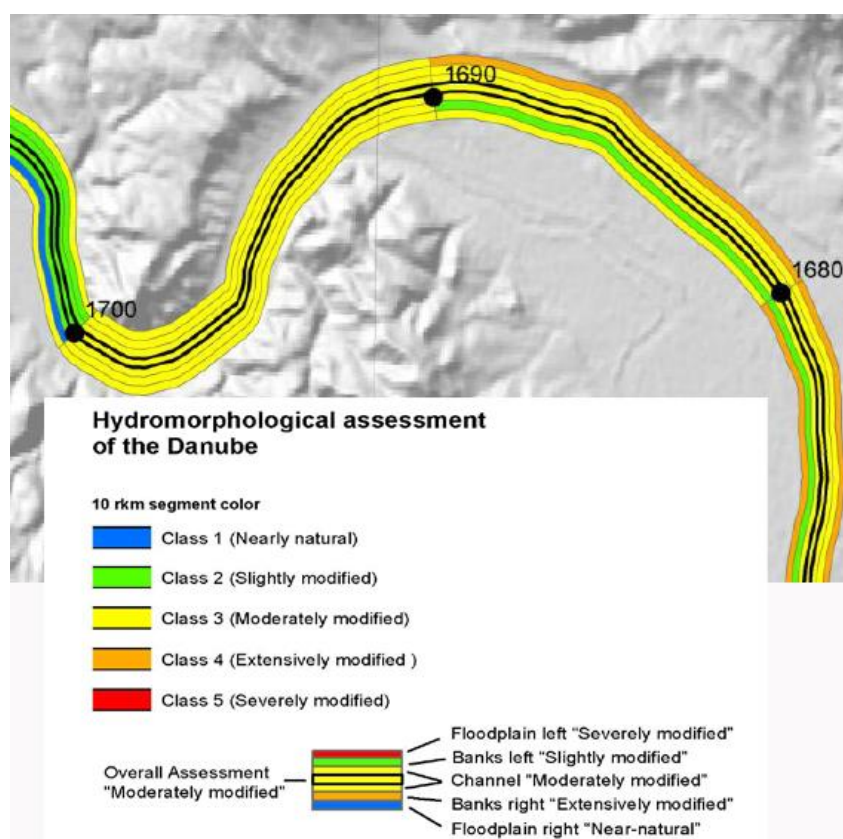 1690
1680
1700
Hydromorphological assessment
of the Danube
10 rkm segment color
Class 1 (Nearly natural)
Class 2 (Slightly modified)
Class 3 (Moderately modified)
Class 4 (Extensively modified )
Class 5 (Severely modified)
Floodplain left "Severely modified"
Banks left "Slightly modified"
Overall Assessment
"Moderately modified"
Channel "Moderately modified"
Banks right "Extensively modified"
Floodplain right "Near-natural"